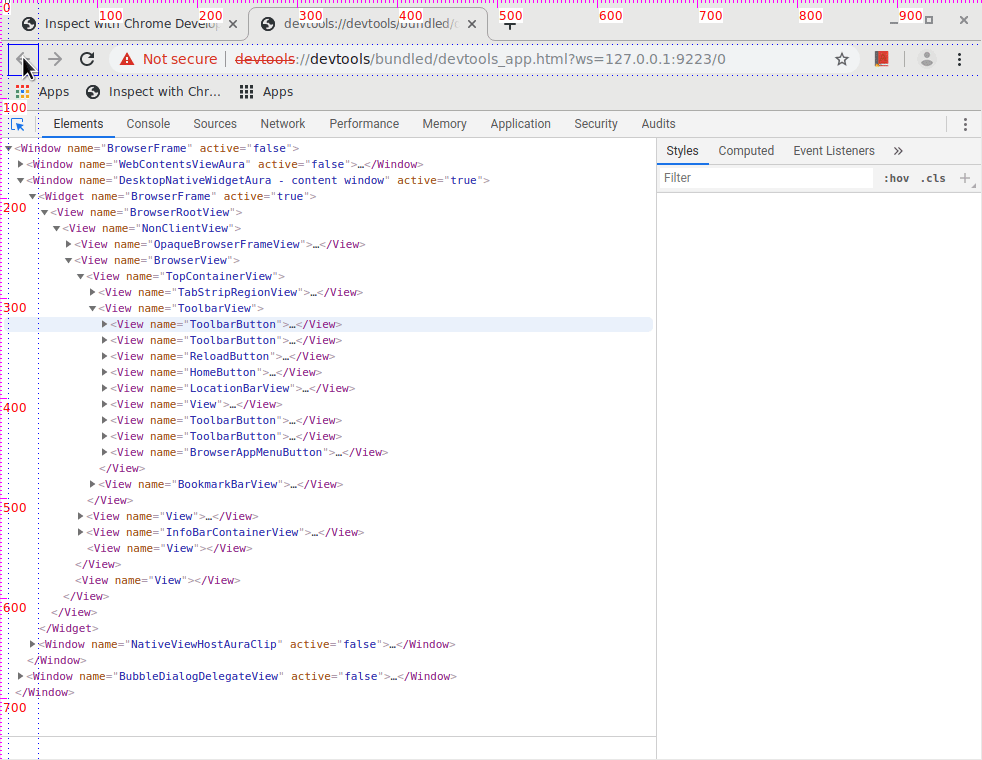 0 100 200 300 400 500 600 700 800 900
Inspect with Chrome Develop devtools://devtools/bundled/d
Not secure devtools://devtools/bundled/devtools_app.html?ws=127.0.0.1:9223/0
Apps Inspect with Chr... Apps
100
Elements Console Sources Network Performance Memory Application Security Audits
<Window name="BrowserFrame" active="false">
<Window name="WebContentsViewAura" active="false">…</Window>
<Window name="DesktopNativeWidgetAura - content window" active="true">
<Widget name="BrowserFrame" active="true">
200
<View name="BrowserRootView">
<View name="NonClientView">
<View name="OpaqueBrowserFrameView">…</View>
<View name="BrowserView">
<View name="TopContainerView">
<View name="TabStripRegionView">…</View>
300
<View name="ToolbarView">
<View name="ToolbarButton">…</View>
<View name="ToolbarButton">…</View>
<View name="ReloadButton">…</View>
<View name="HomeButton">…</View>
<View name="LocationBarView">…</View>
<View name="View">…</View>
400
<View name="ToolbarButton">…</View>
<View name="ToolbarButton">…</View>
<View name="BrowserAppMenuButton">…</View>
</View>
<View name="BookmarkBarView">…</View>
</View>
500
<View name="View">…</View>
<View name="InfoBarContainerView">…</View>
<View name="View"></View>
</View>
<View name="View"></View>
</View>
600
</View>
</Widget>
<Window name="NativeViewHostAuraClip" active="false">…</Window>
</Window>
<Window name="BubbleDialogDelegateView" active="false">…</Window>
</Window>
700
Styles Computed Event Listeners »
Filter :hov .cls +